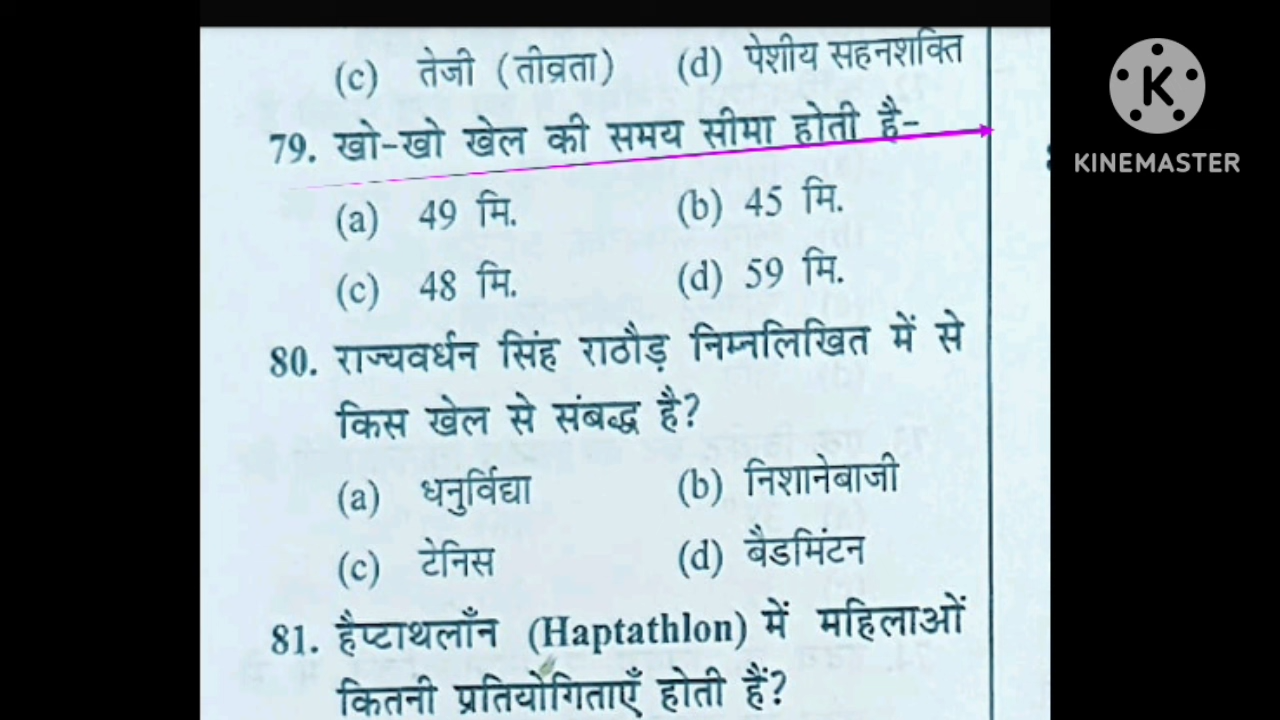 (c) तेजी (तीव्रता) (d) पेशीय सहनशक्ति
79. खो-खो खेल की समय सीमा होती है-
(a) 49 मि. (b) 45 मि.
(c) 48 मि. (d) 59 मि.
80. राज्यवर्धन सिंह राठौड़ निम्नलिखित में से
किस खेल से संबद्ध है?
(a) धनुर्विद्या (b) निशानेबाजी
(c) टेनिस (d) बैडमिंटन
81. हैप्टाथलॉंन (Haptathlon) में महिलाओं
कितनी प्रतियोगिताएँ होती हैं?
K
KINEMASTER